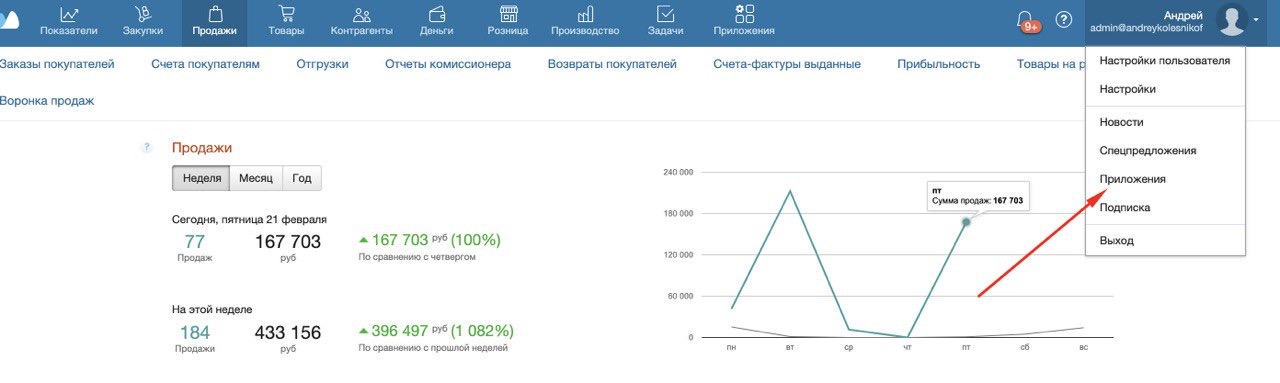 Показатели
Закупки
Продажи
Товары
Контрагенты
Деньги
Розница
Производство
Задачи
Приложения
9+
?
Андрей
admin@andreykolesnikof
Заказы покупателей
Счета покупателям
Отгрузки
Отчеты комиссионера
Возвраты покупателей
Счета-фактуры выданные
Прибыльность
Товары на р
Воронка продаж
Настройки пользователя
Настройки
Новости
Спецпредложения
Приложения
Подписка
Выход
?
Продажи
Неделя
Месяц
Год
Сегодня, пятница 21 февраля
77
Продаж
167 703
руб
167 703 руб (100%)
По сравнению с четвергом
На этой неделе
184
Продажи
433 156
руб
396 497 руб (1 082%)
По сравнению с прошлой неделей
240 000
180 000
120 000
60 000
0
пт
Сумма продаж: 167 703
пн
вт
ср
чт
пт
сб
вс